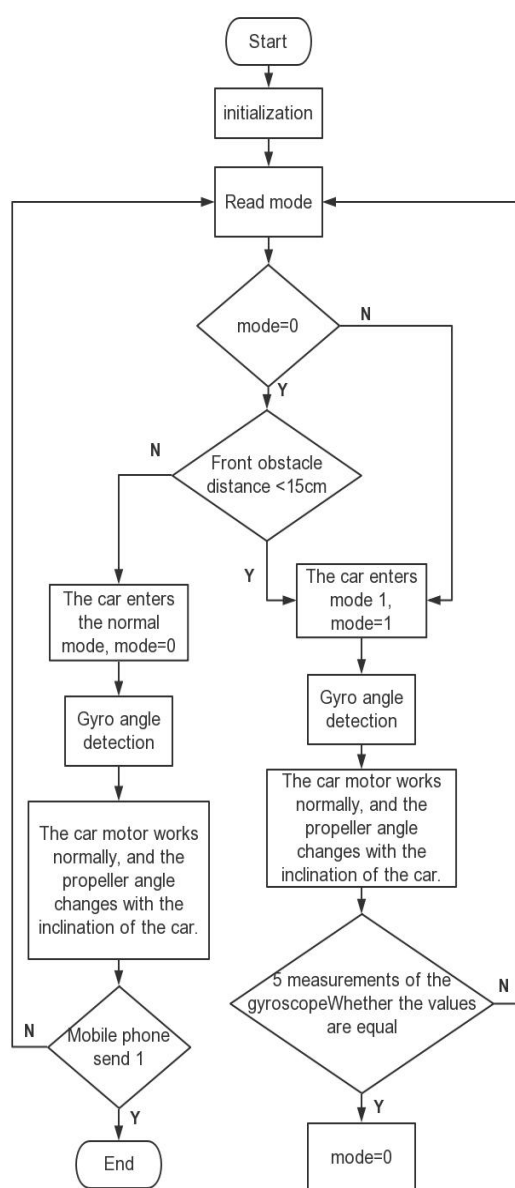 Start
initialization
Read mode
mode=0
N
Y
N
Front obstacle
distance <15cm
Y
The car enters
the normal
mode, mode=0
The car enters
mode 1,
mode=1
Gyro angle
detection
Gyro angle
detection
The car motor works
normally, and the
propeller angle
changes with the
inclination of the car.
The car motor works
normally, and the
propeller angle
changes with the
inclination of the car.
5 measurements of the
gyroscopeWhether the values
are equal
N
N
Mobile phone
send 1
Y
Y
End
mode=0